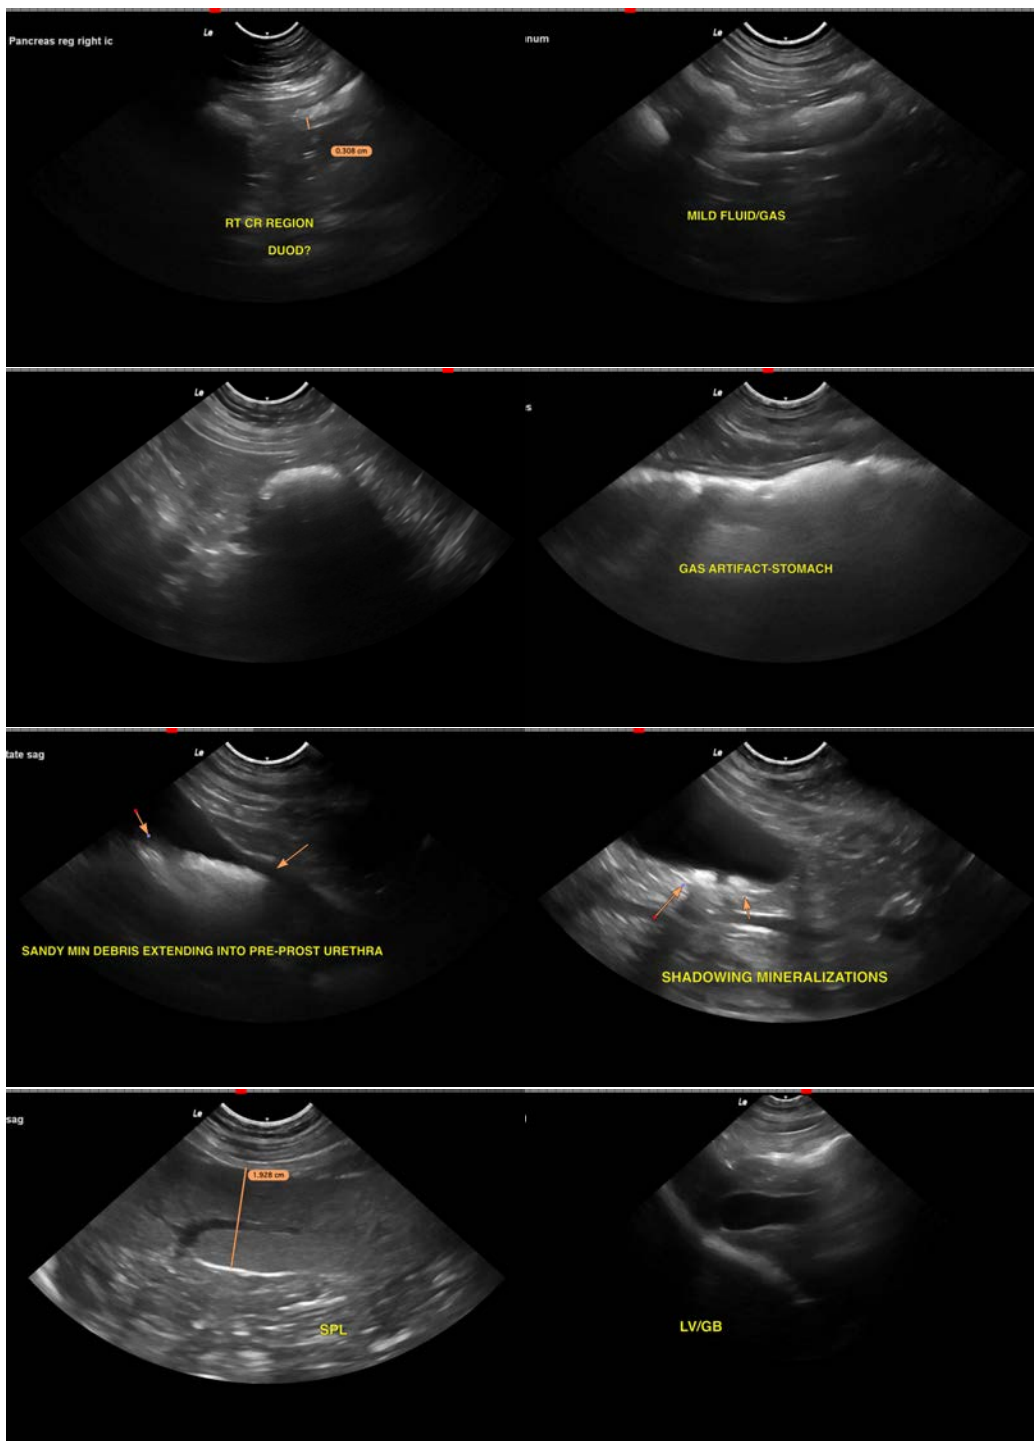 Pancreas reg right ic
Le
0.308 cm
RT CR REGION
DUOD?
num
Le
MILD FLUID/GAS
Le
s
Le
GAS ARTIFACT-STOMACH
tate sag
Le
SANDY MIN DEBRIS EXTENDING INTO PRE-PROST URETHRA
Le
SHADOWING MINERALIZATIONS
sag
Le
1.928 cm
SPL
Le
LV/GB